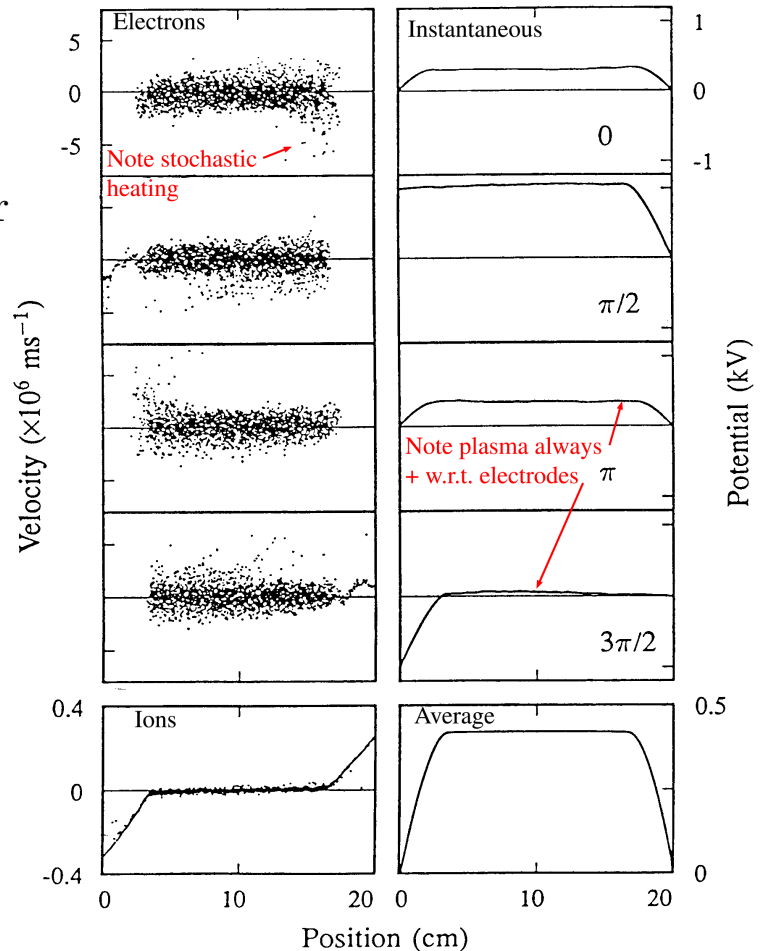 Electrons
Instantaneous
5
0
-5
1
0
-1
0
Note stochastic
heating
r
π/2
Velocity (×10⁶ ms⁻¹)
Potential (kV)
Note plasma always
+ w.r.t. electrodes
π
3π/2
0.4
0
-0.4
Ions
Average
0.5
0
0
10
20
0
10
20
Position (cm)